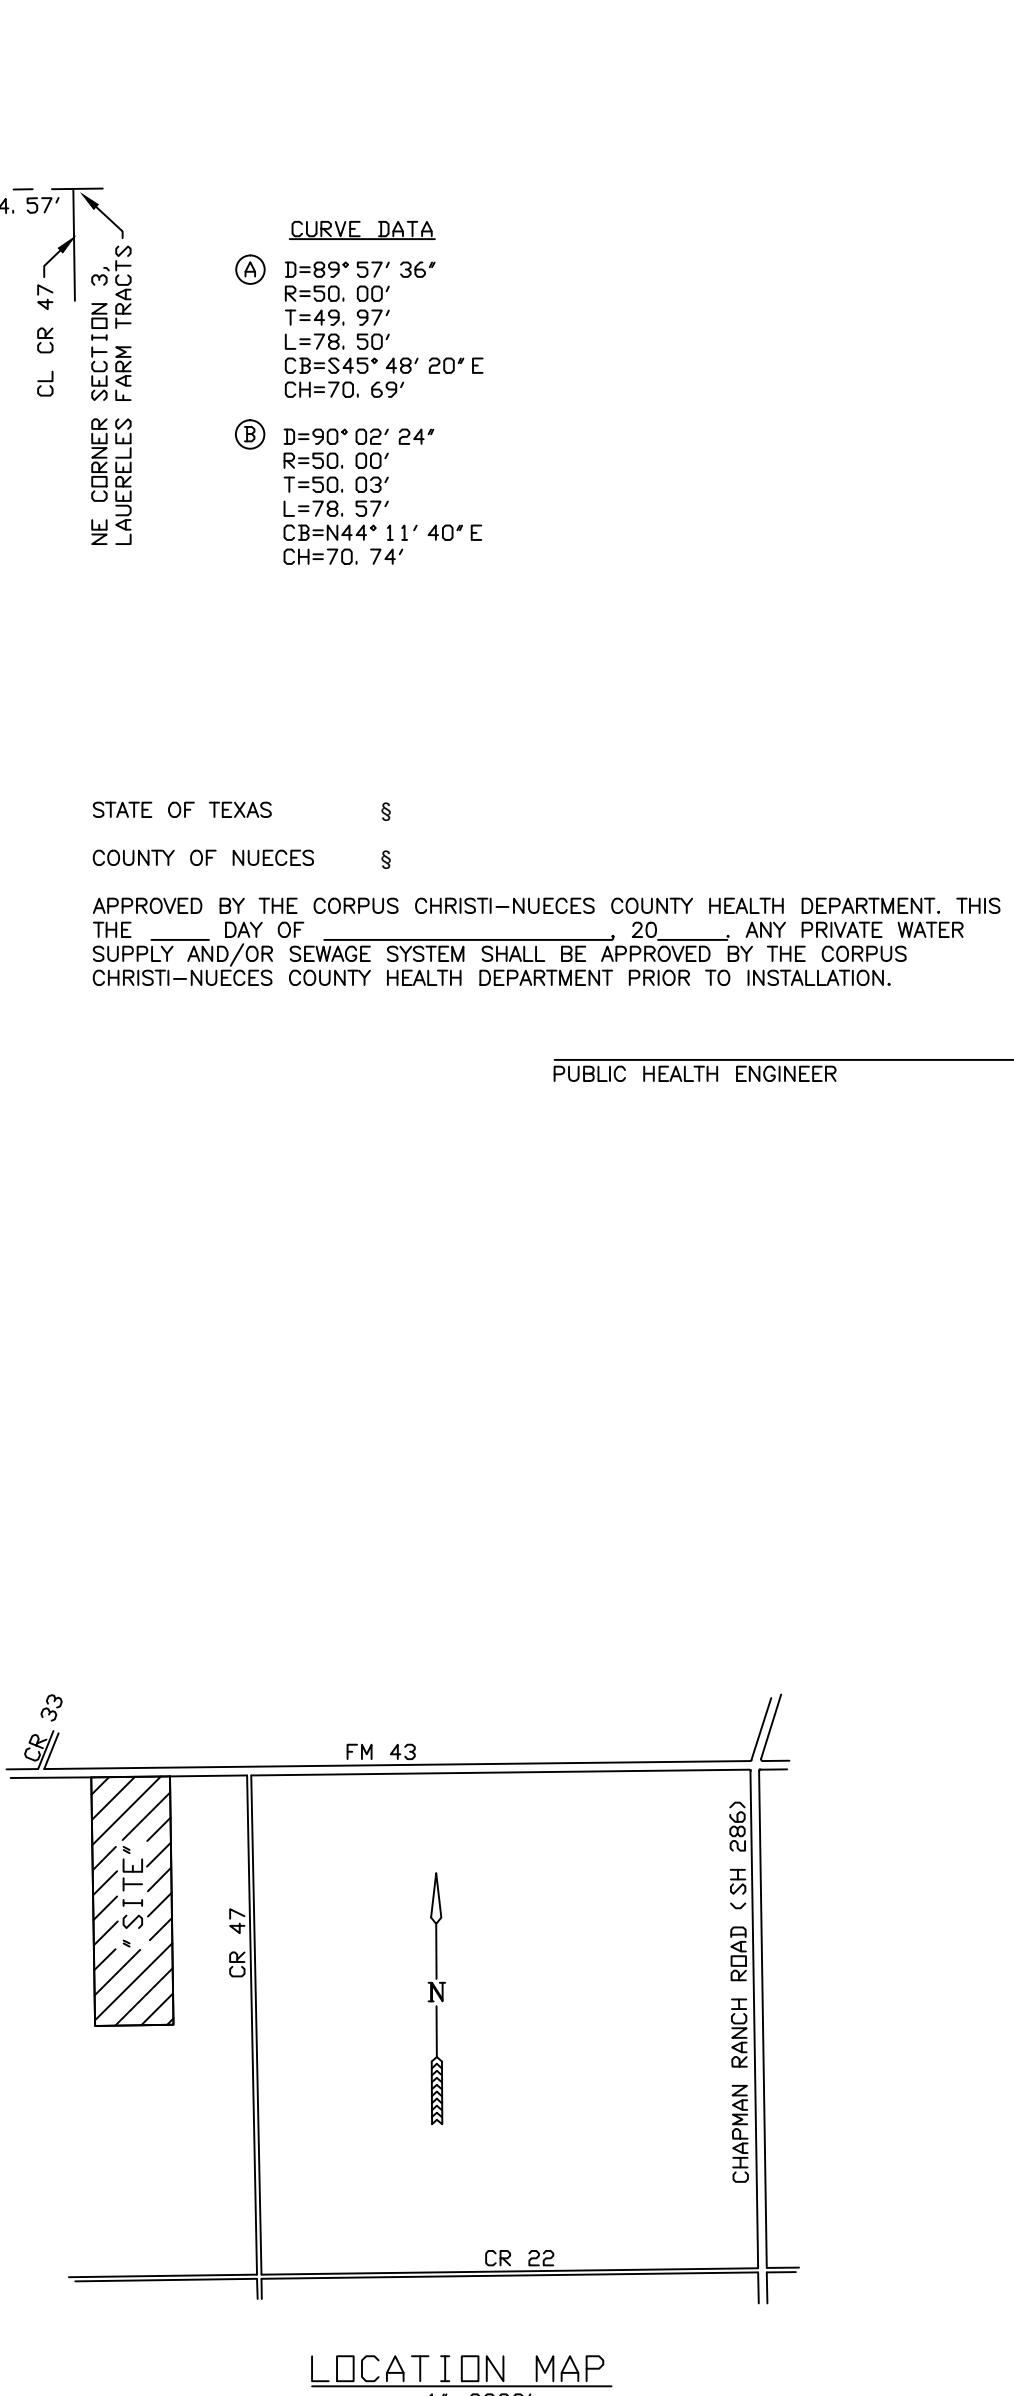 4.57'
CL CR 47
NE CORNER SECTION 3,
LAUERELES FARM TRACTS
CURVE DATA
A D=89°57'36"
R=50.00'
T=49.97'
L=78.50'
CB=S45°48'20"E
CH=70.69'
B D=90°02'24"
R=50.00'
T=50.03'
L=78.57'
CB=N44°11'40"E
CH=70.74'
STATE OF TEXAS §
COUNTY OF NUECES §
APPROVED BY THE CORPUS CHRISTI-NUECES COUNTY HEALTH DEPARTMENT. THIS
THE _____ DAY OF _________________________, 20______. ANY PRIVATE WATER
SUPPLY AND/OR SEWAGE SYSTEM SHALL BE APPROVED BY THE CORPUS
CHRISTI-NUECES COUNTY HEALTH DEPARTMENT PRIOR TO INSTALLATION.
PUBLIC HEALTH ENGINEER
CR 33
FM 43
"SITE"
CR 47
N
CHAPMAN RANCH ROAD (SH 286)
CR 22
LOCATION MAP